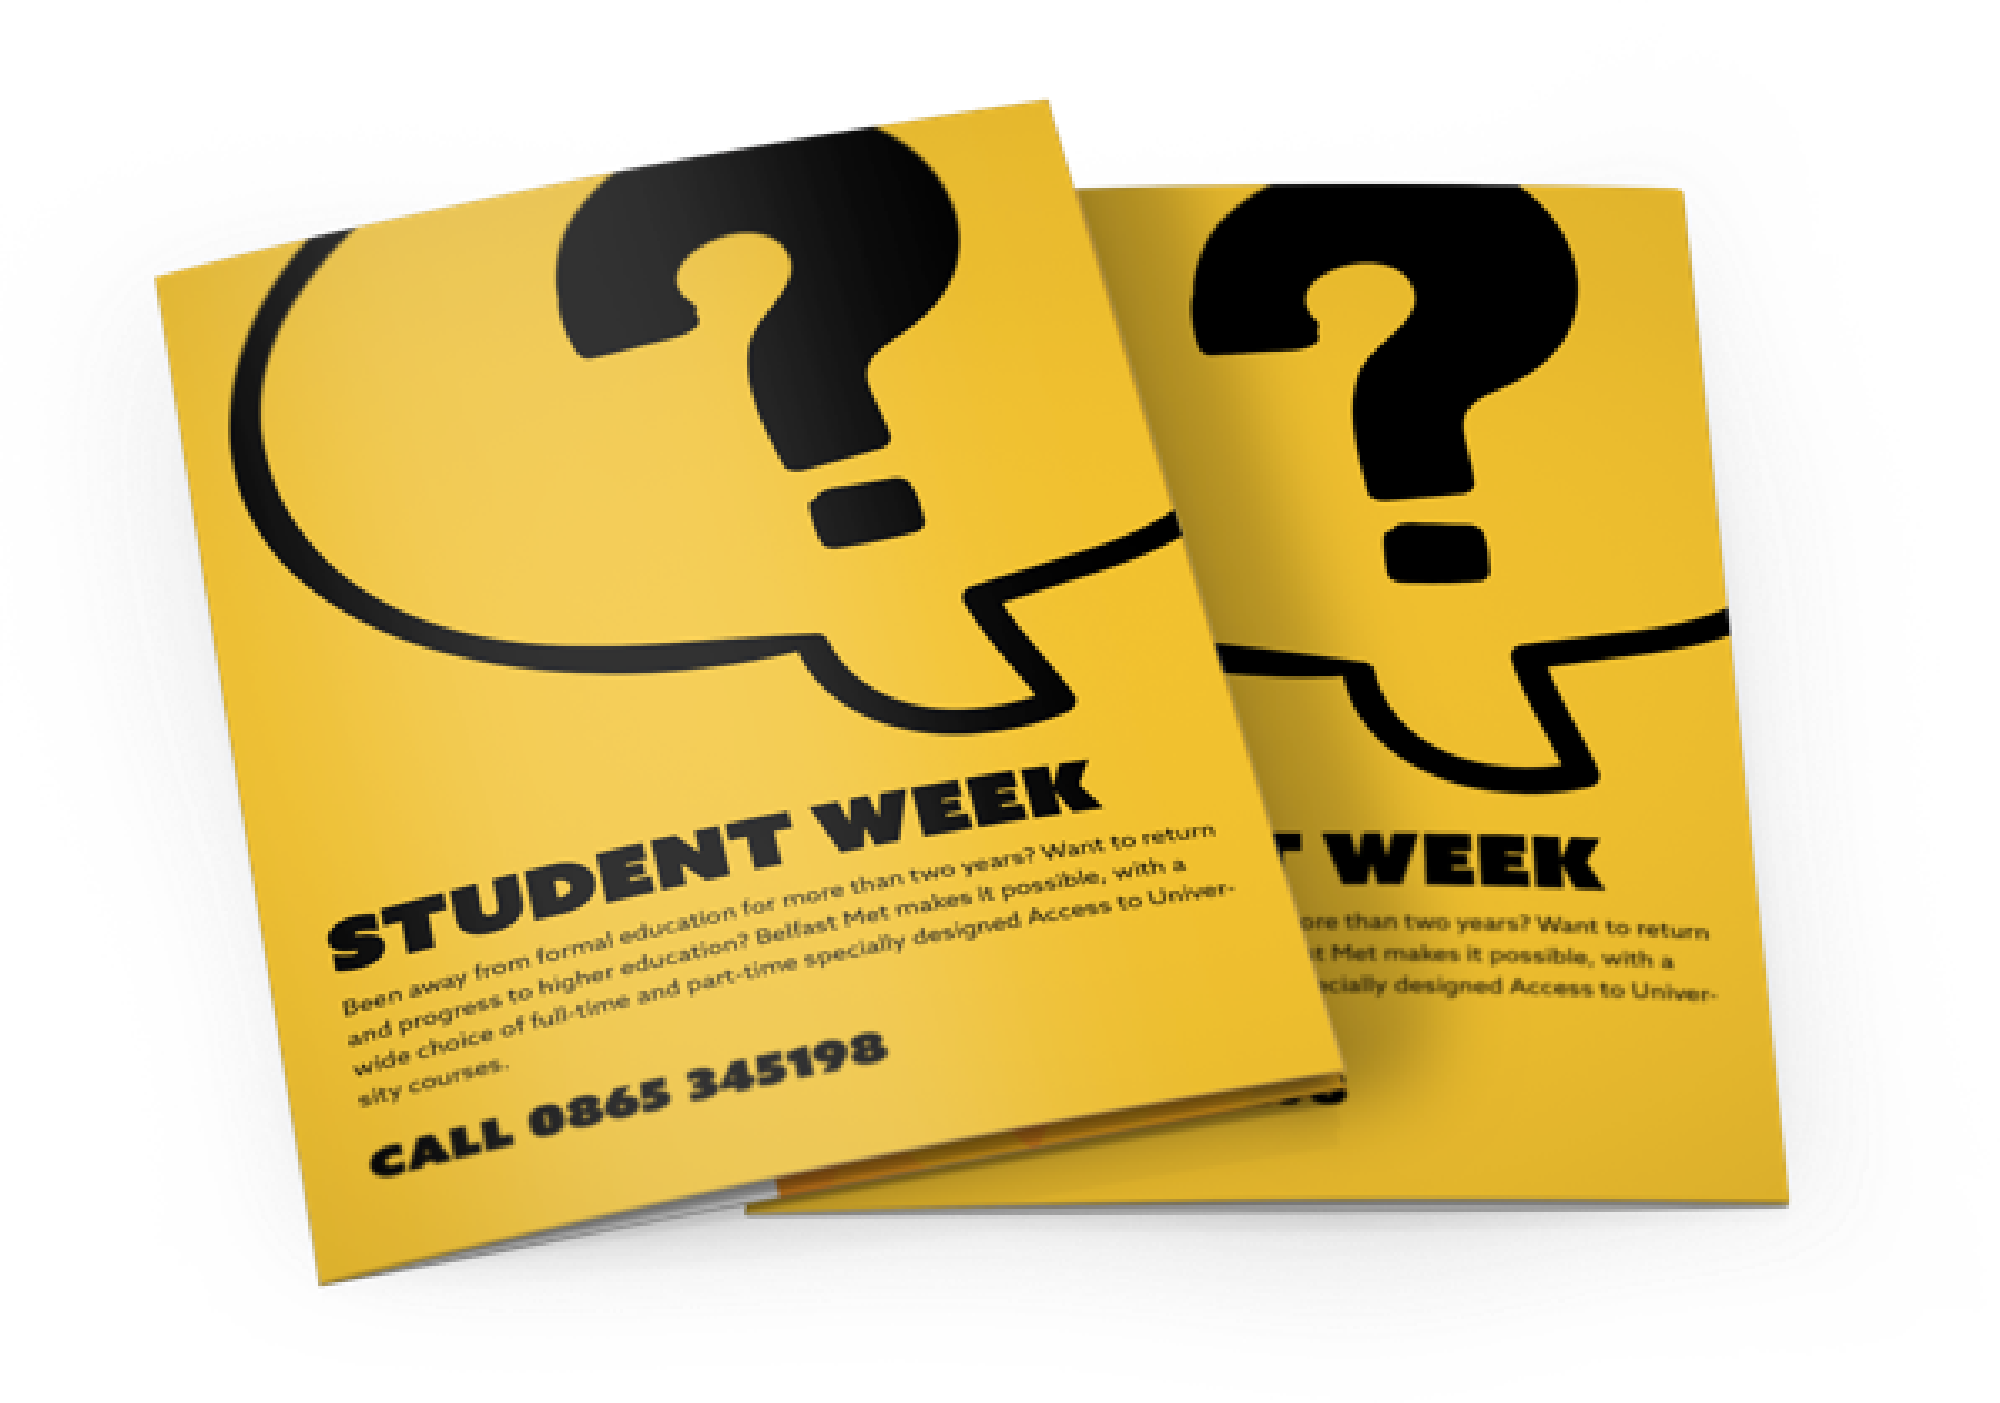 ?
STUDENT WEEK
Been away from formal education for more than two years? Want to return
and progress to higher education? Belfast Met makes it possible, with a
wide choice of full-time and part-time specially designed Access to Univer-
sity courses.
CALL 0865 345198
?
T WEEK
ore than two years? Want to return
t Met makes it possible, with a
ecially designed Access to Univer-